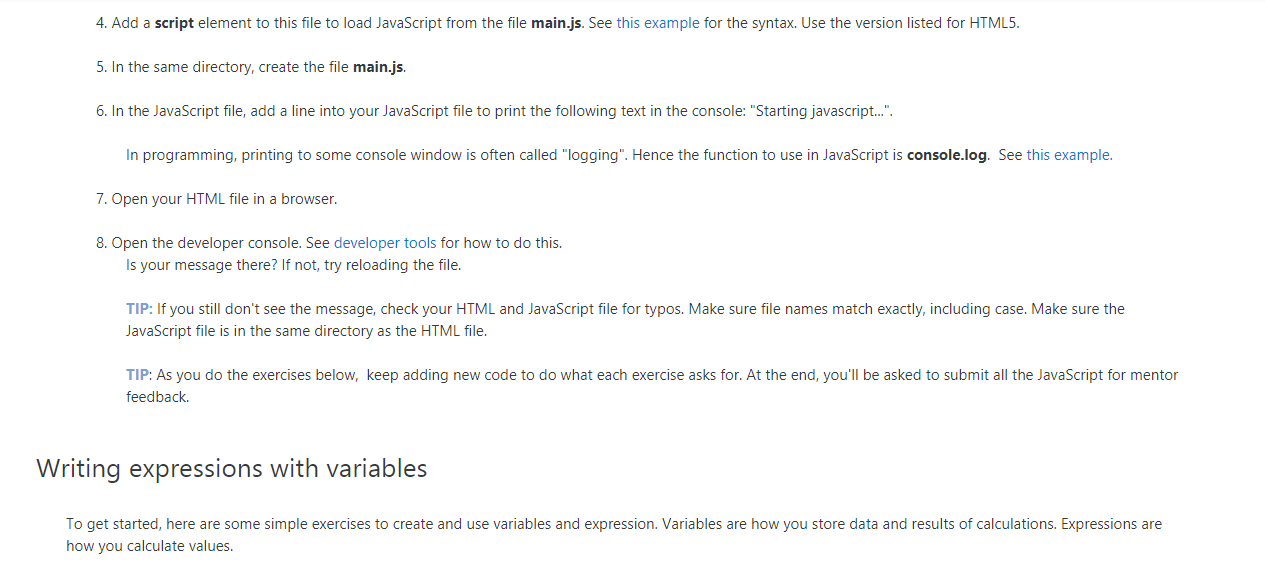 4. Add a script element to this file to load JavaScript from the file main.js. See this example for the syntax. Use the version listed for HTML5.
5. In the same directory, create the file main.js.
6. In the JavaScript file, add a line into your JavaScript file to print the following text in the console: "Starting javascript...".
In programming, printing to some console window is often called "logging". Hence the function to use in JavaScript is console.log.  See this example.
7. Open your HTML file in a browser.
8. Open the developer console. See developer tools for how to do this.
Is your message there? If not, try reloading the file.
TIP: If you still don't see the message, check your HTML and JavaScript file for typos. Make sure file names match exactly, including case. Make sure the
JavaScript file is in the same directory as the HTML file.
TIP: As you do the exercises below,  keep adding new code to do what each exercise asks for. At the end, you'll be asked to submit all the JavaScript for mentor
feedback.
Writing expressions with variables
To get started, here are some simple exercises to create and use variables and expression. Variables are how you store data and results of calculations. Expressions are
how you calculate values.